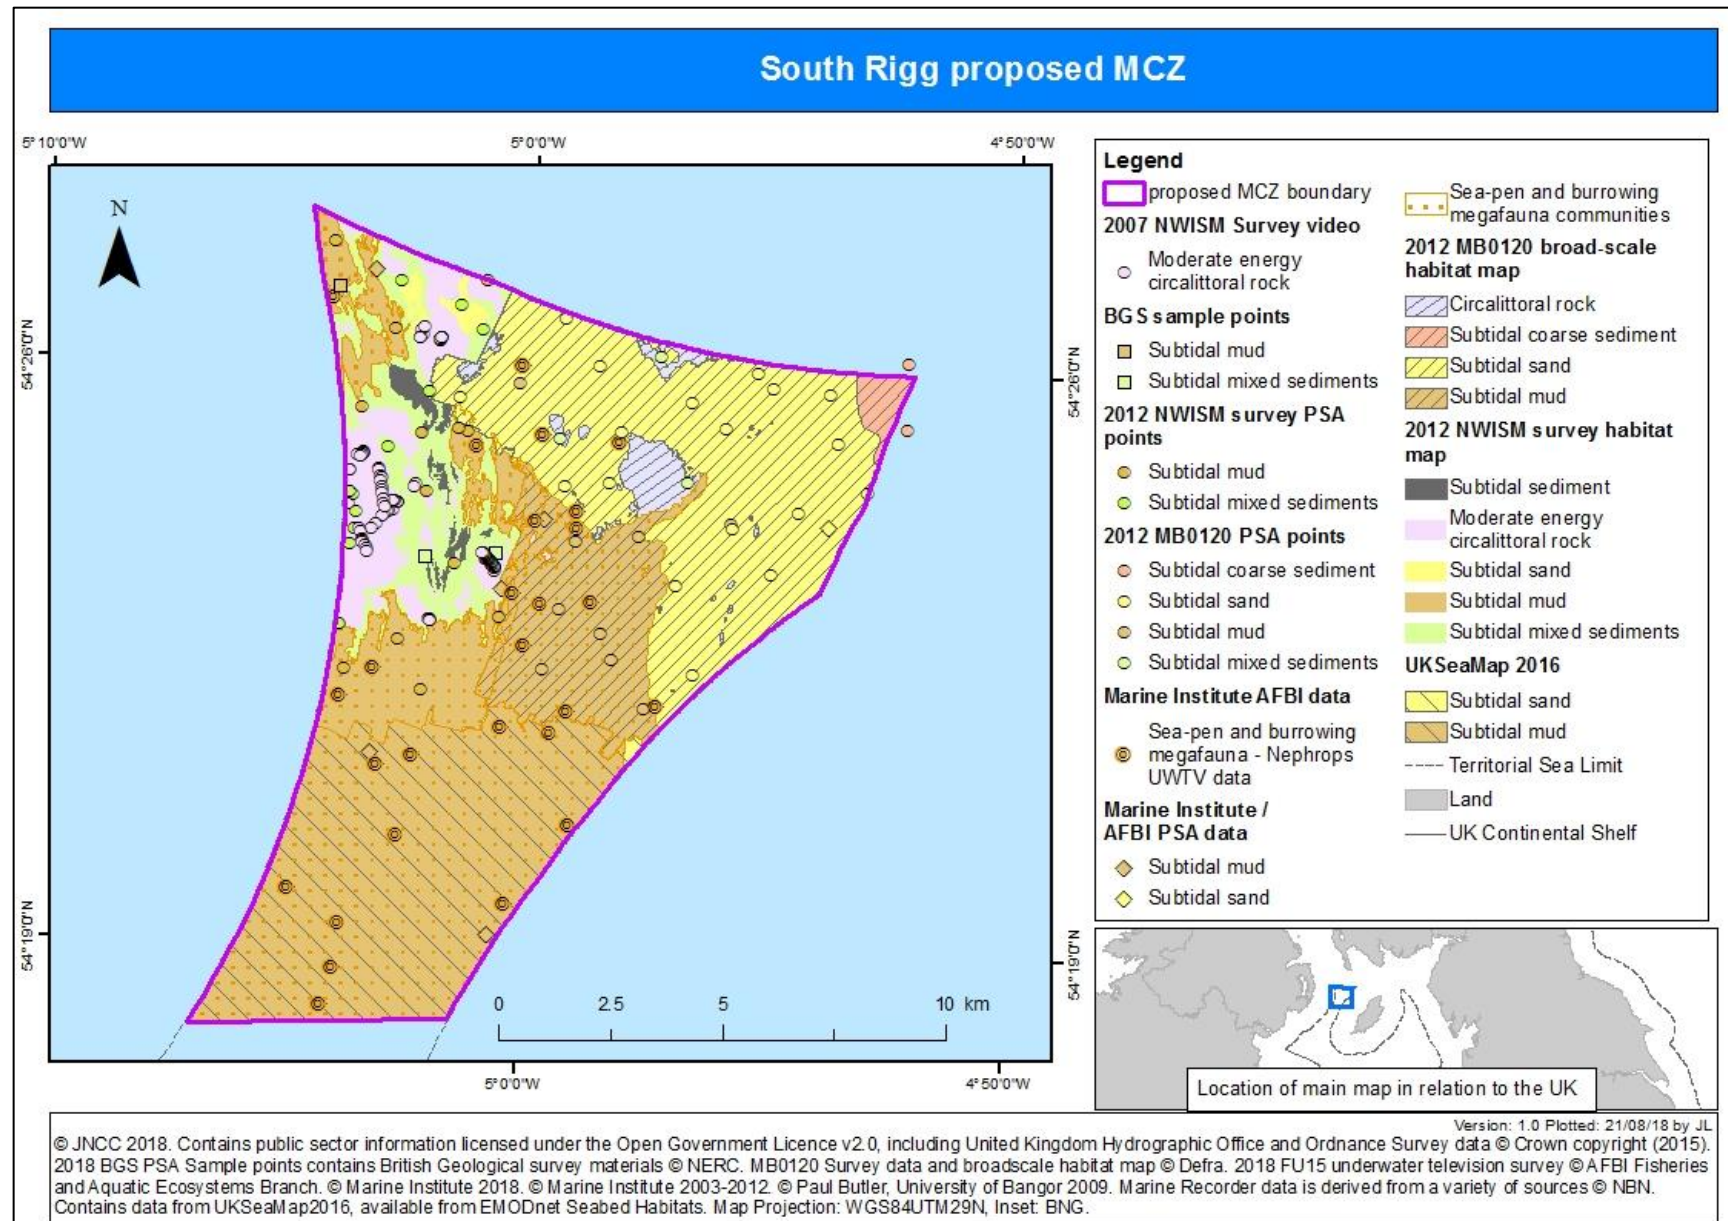 South Rigg proposed MCZ
5°10'0"W
5°0'0"W
4°50'0"W
N
54°26'0"N
54°26'0"N
54°19'0"N
54°19'0"N
0
2.5
5
10 km
5°0'0"W
4°50'0"W
Legend
proposed MCZ boundary
2007 NWISM Survey video
Moderate energy
circalittoral rock
BGS sample points
Subtidal mud
Subtidal mixed sediments
2012 NWISM survey PSA
points
Subtidal mud
Subtidal mixed sediments
2012 MB0120 PSA points
Subtidal coarse sediment
Subtidal sand
Subtidal mud
Subtidal mixed sediments
Marine Institute AFBI data
Sea-pen and burrowing
megafauna - Nephrops
UWTV data
Marine Institute /
AFBI PSA data
Subtidal mud
Subtidal sand
Sea-pen and burrowing
megafauna communities
2012 MB0120 broad-scale
habitat map
Circalittoral rock
Subtidal coarse sediment
Subtidal sand
Subtidal mud
2012 NWISM survey habitat
map
Subtidal sediment
Moderate energy
circalittoral rock
Subtidal sand
Subtidal mud
Subtidal mixed sediments
UKSeaMap 2016
Subtidal sand
Subtidal mud
Territorial Sea Limit
Land
UK Continental Shelf
Location of main map in relation to the UK
Version: 1.0 Plotted: 21/08/18 by JL
© JNCC 2018. Contains public sector information licensed under the Open Government Licence v2.0, including United Kingdom Hydrographic Office and Ordnance Survey data © Crown copyright (2015).
2018 BGS PSA Sample points contains British Geological survey materials © NERC. MB0120 Survey data and broadscale habitat map © Defra. 2018 FU15 underwater television survey © AFBI Fisheries
and Aquatic Ecosystems Branch. © Marine Institute 2018. © Marine Institute 2003-2012. © Paul Butler, University of Bangor 2009. Marine Recorder data is derived from a variety of sources © NBN.
Contains data from UKSeaMap2016, available from EMODnet Seabed Habitats. Map Projection: WGS84UTM29N, Inset: BNG.